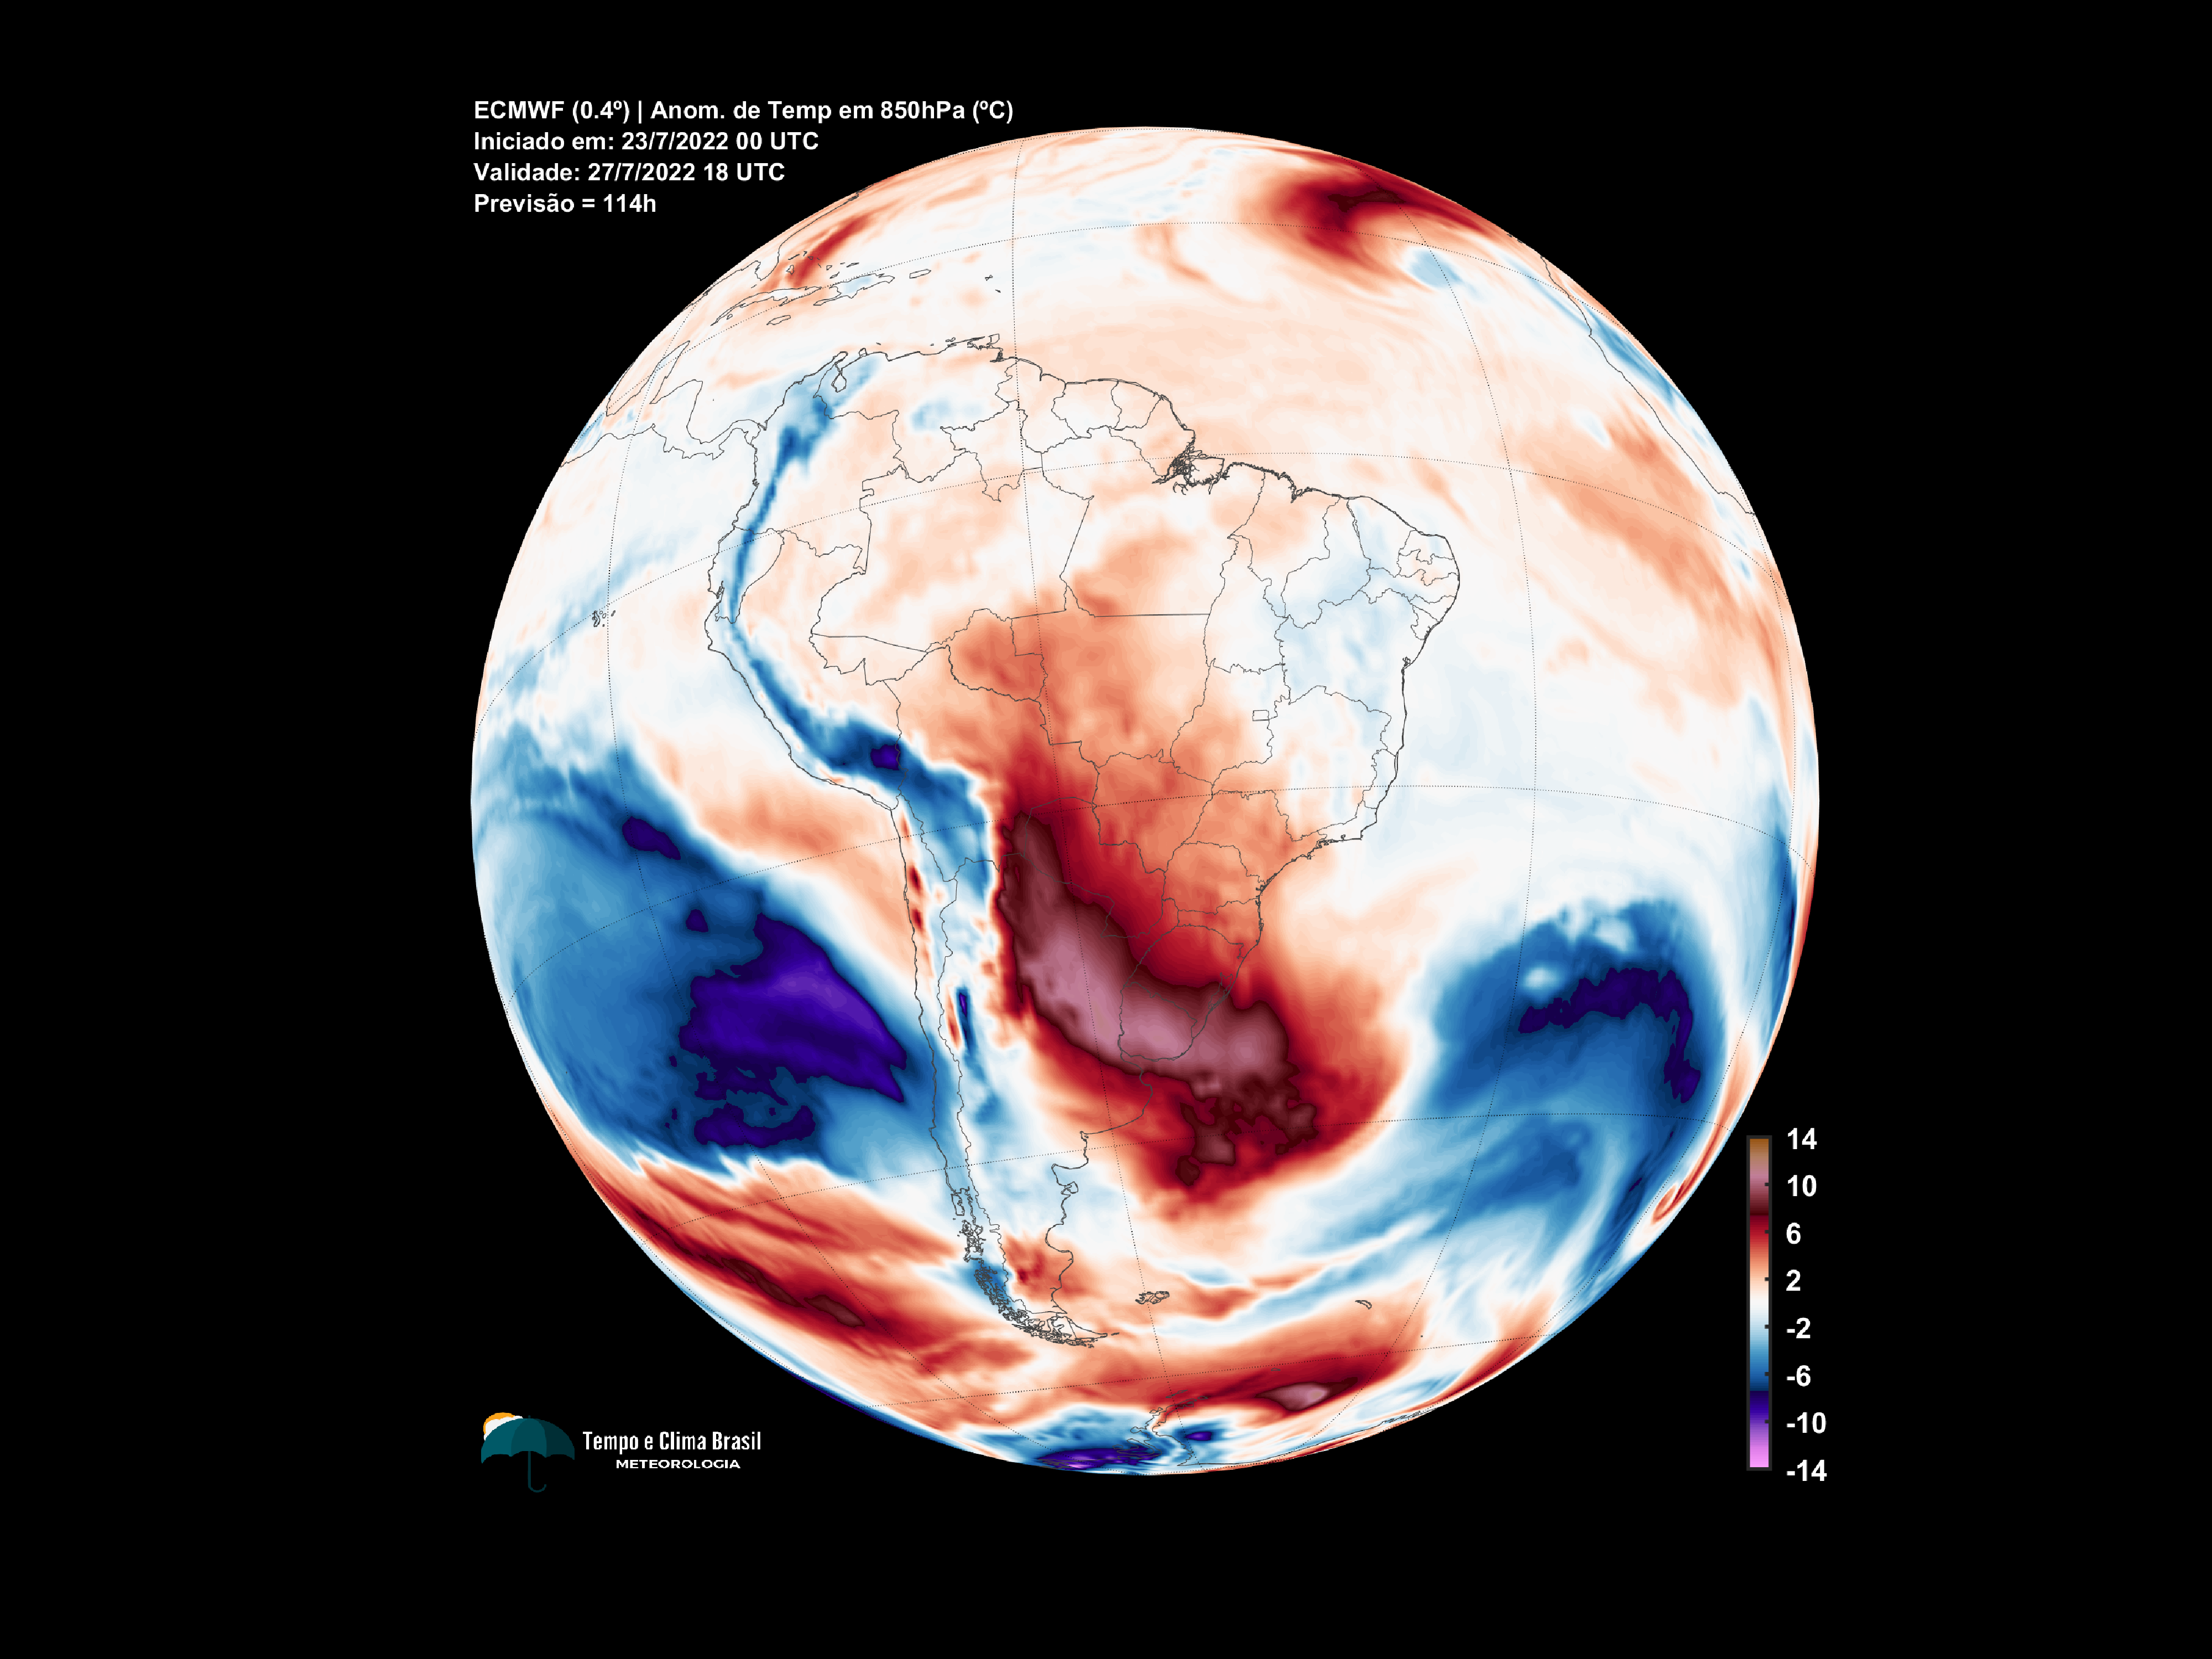 ECMWF (0.4º) | Anom. de Temp em 850hPa (ºC)
Iniciado em: 23/7/2022 00 UTC
Validade: 27/7/2022 18 UTC
Previsão = 114h
14
10
6
2
-2
-6
-10
-14
Tempo e Clima Brasil
METEOROLOGIA